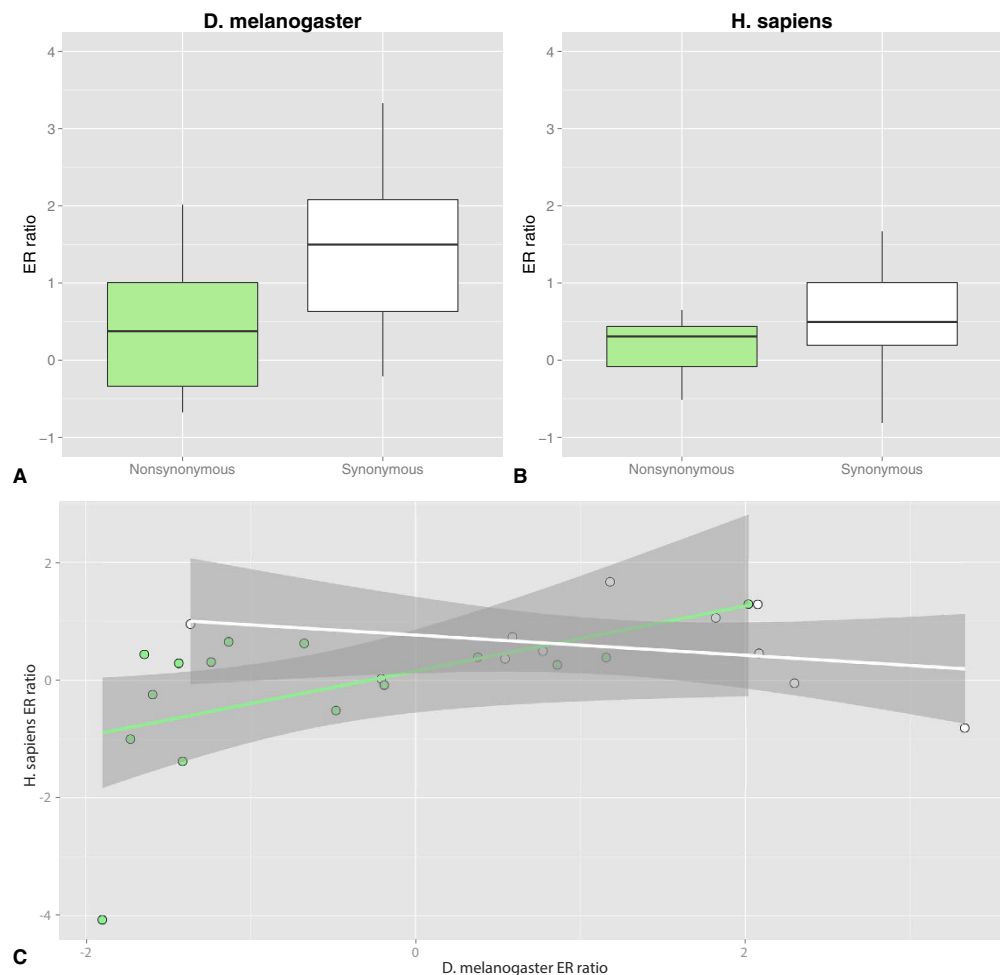 D. melanogaster
4
3
2
1
0
−1
ER ratio
Nonsynonymous
Synonymous
A
H. sapiens
4
3
2
1
0
−1
ER ratio
Nonsynonymous
Synonymous
B
2
0
-2
-4
H. sapiens ER ratio
-2
0
2
D. melanogaster ER ratio
C